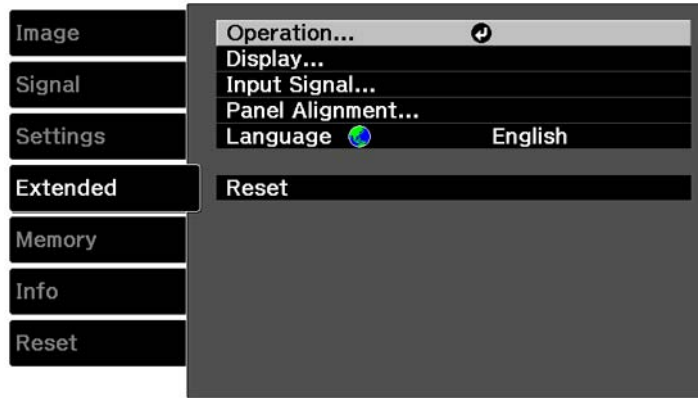 Image
Signal
Settings
Extended
Memory
Info
Reset
Operation...
Display...
Input Signal...
Panel Alignment...
Language English
Reset